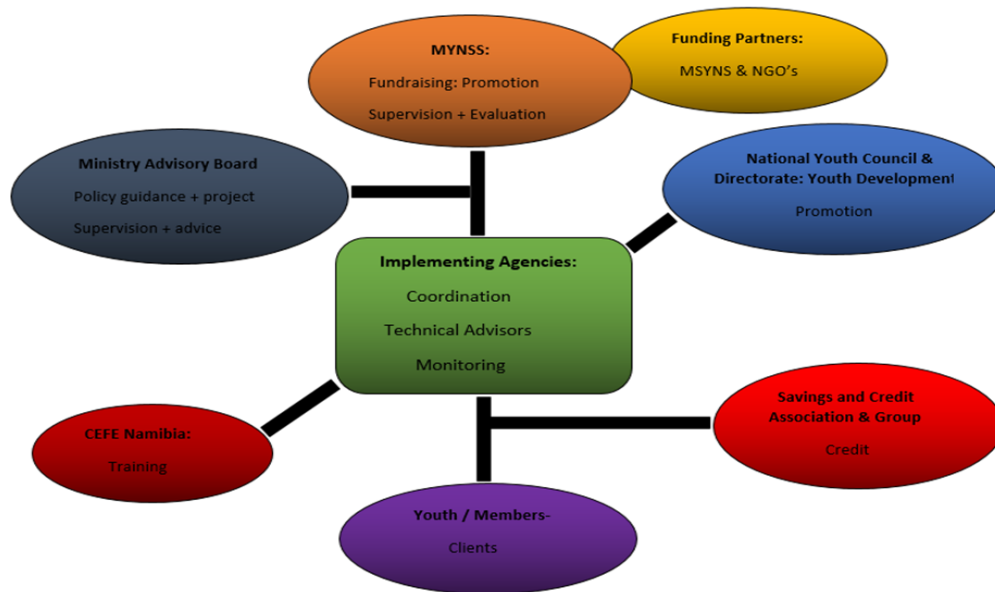 MYNSS:
Fundraising: Promotion
Supervision + Evaluation
Funding Partners:
MSYNS & NGO's
Ministry Advisory Board
Policy guidance + project
Supervision + advice
National Youth Council &
Directorate: Youth Development
Promotion
Implementing Agencies:
Coordination
Technical Advisors
Monitoring
CEFE Namibia:
Training
Savings and Credit
Association & Group
Credit
Youth / Members-
Clients